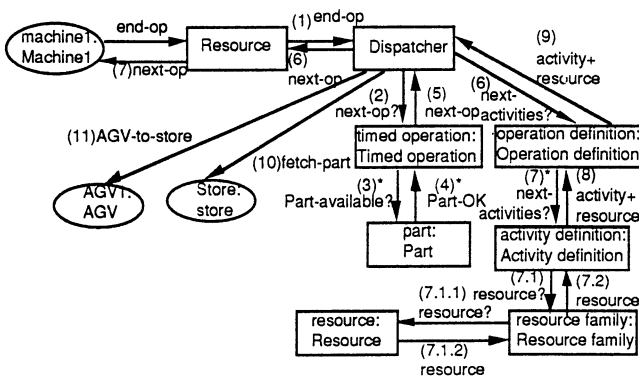 machine1:
Machine1
end-op
(7)next-op
Resource
(1) end-op
(6)
next-op
Dispatcher
(9)
activity+
resource
(6)
next-
activities?
(2)
next-op?
(5)
next-op
(11)AGV-to-store
(10)fetch-part
timed operation:
Timed operation
operation definition:
Operation definition
AGV1:
AGV
Store:
store
(3)*
Part-available?
(4)*
Part-OK
(7)*
next-
activities?
(8)
activity+
resource
part:
Part
activity definition:
Activity definition
(7.1)
resource?
(7.2)
resource
(7.1.1)
resource?
resource:
Resource
resource family:
Resource family
(7.1.2)
resource